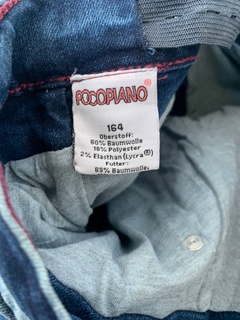 POCOPIANO®
164
Oberstoff:
80% Baumwolle
18% Polyester
2% Elasthan (Lycra®)
Futter:
83% Baumwolle,